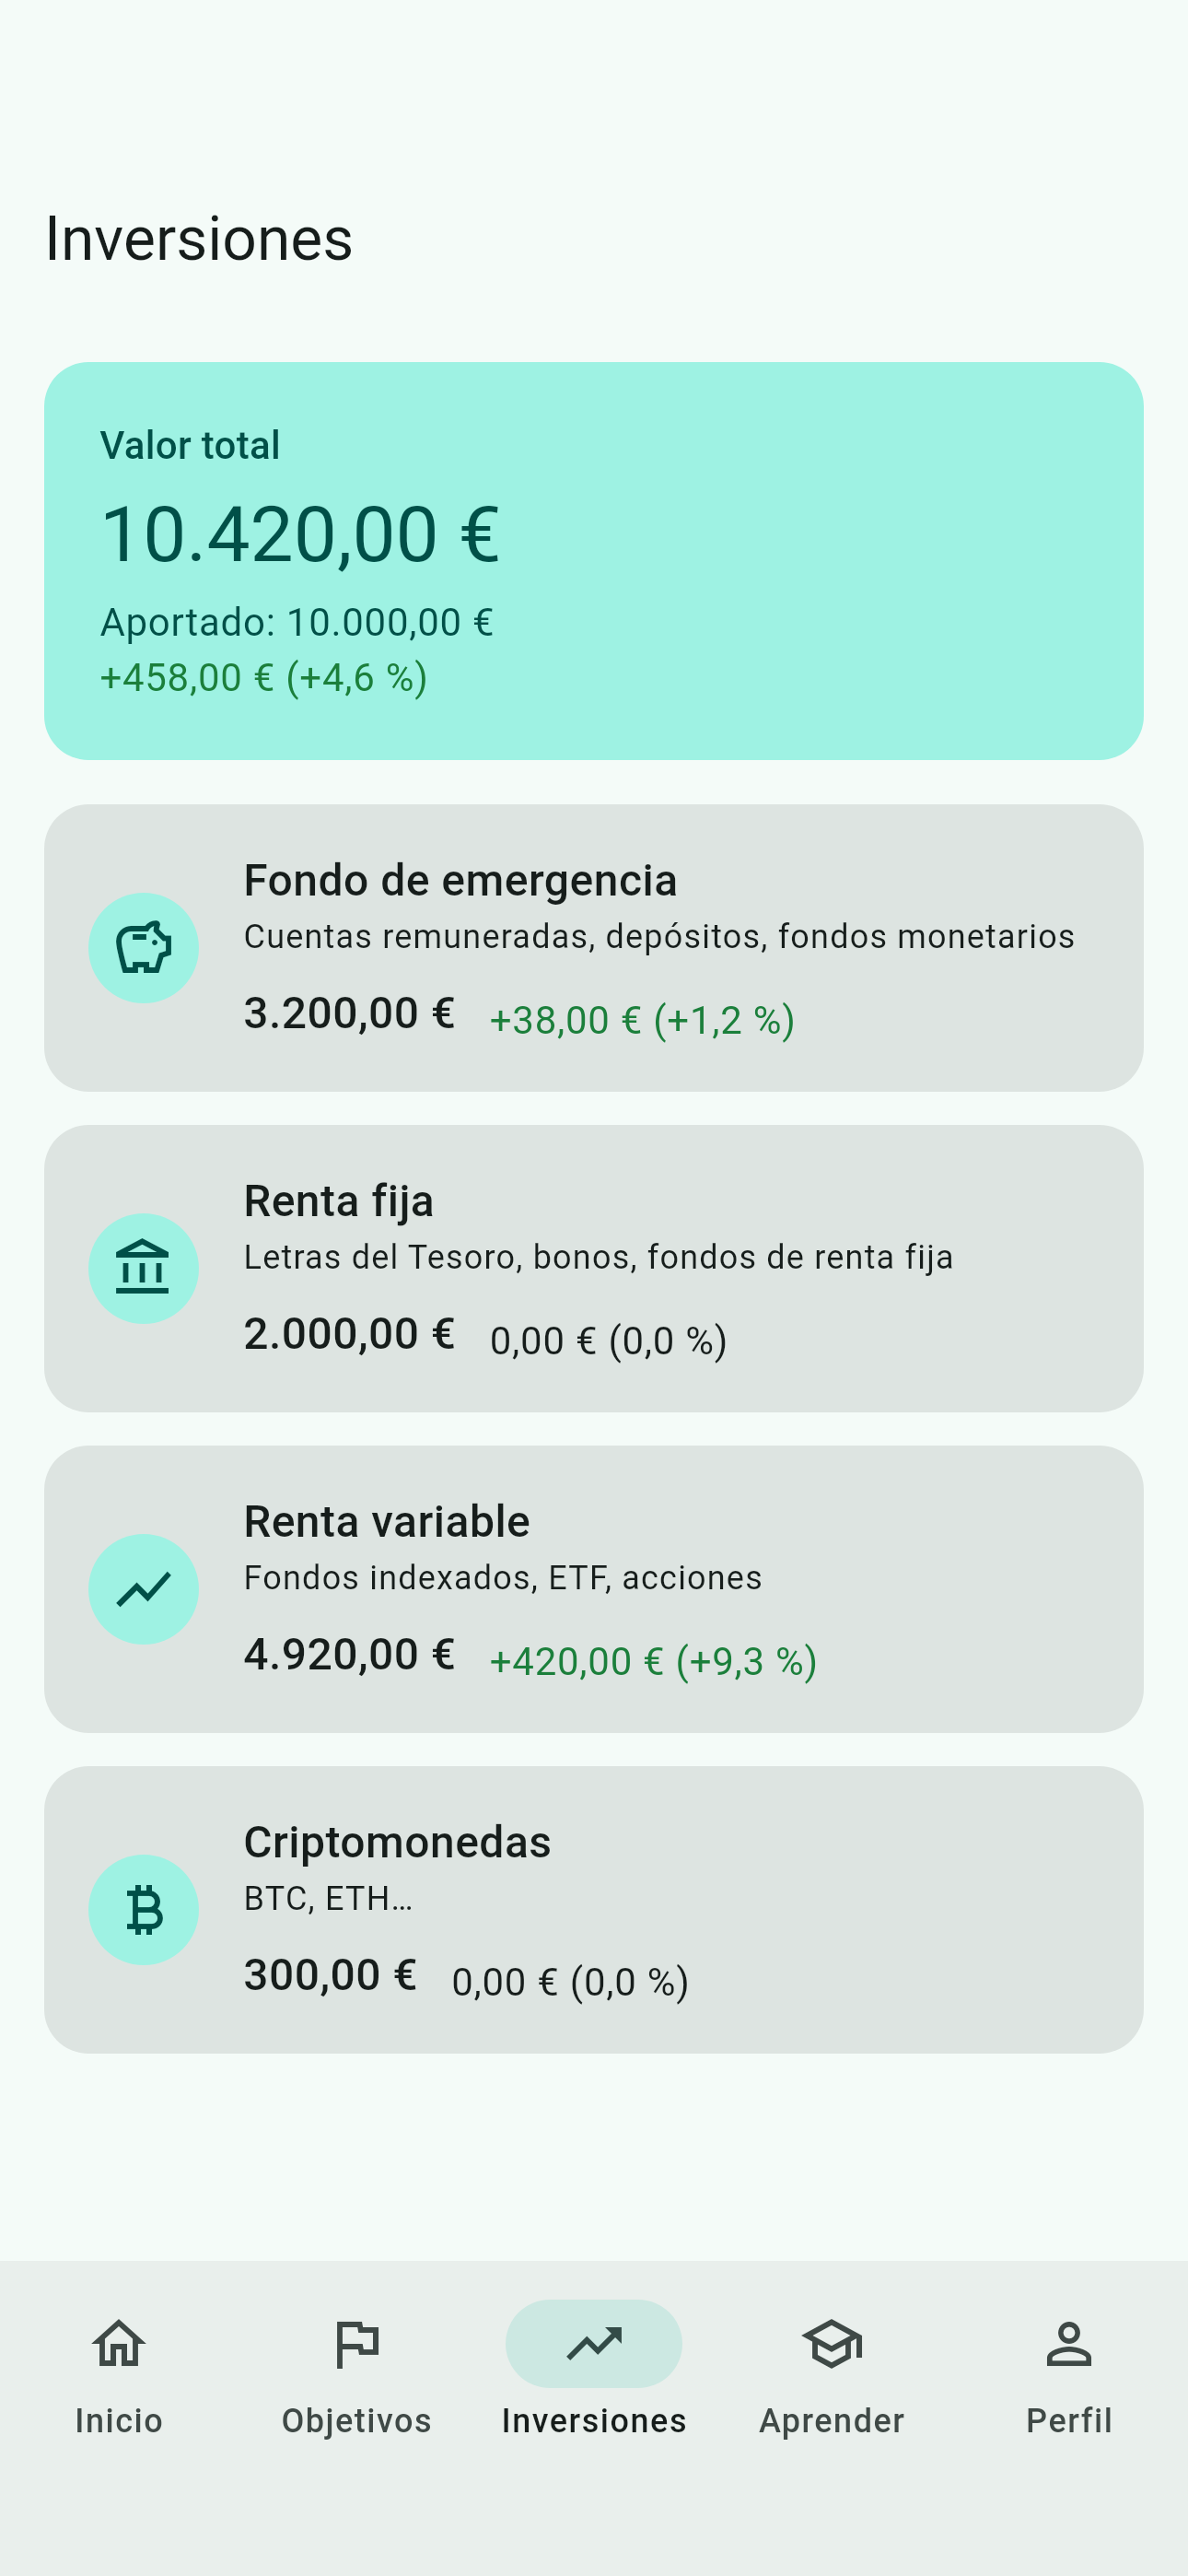 Inversiones
Valor total
10.420,00 €
Aportado: 10.000,00 €
+458,00 € (+4,6 %)
Fondo de emergencia
Cuentas remuneradas, depósitos, fondos monetarios
3.200,00 € +38,00 € (+1,2 %)
Renta fija
Letras del Tesoro, bonos, fondos de renta fija
2.000,00 € 0,00 € (0,0 %)
Renta variable
Fondos indexados, ETF, acciones
4.920,00 € +420,00 € (+9,3 %)
Criptomonedas
BTC, ETH…
300,00 € 0,00 € (0,0 %)
Inicio Objetivos Inversiones Aprender Perfil